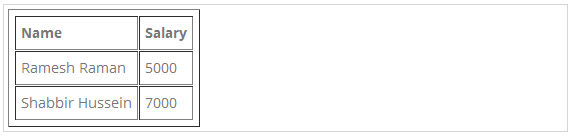 Name Salary
Ramesh Raman 5000
Shabbir Hussein 7000